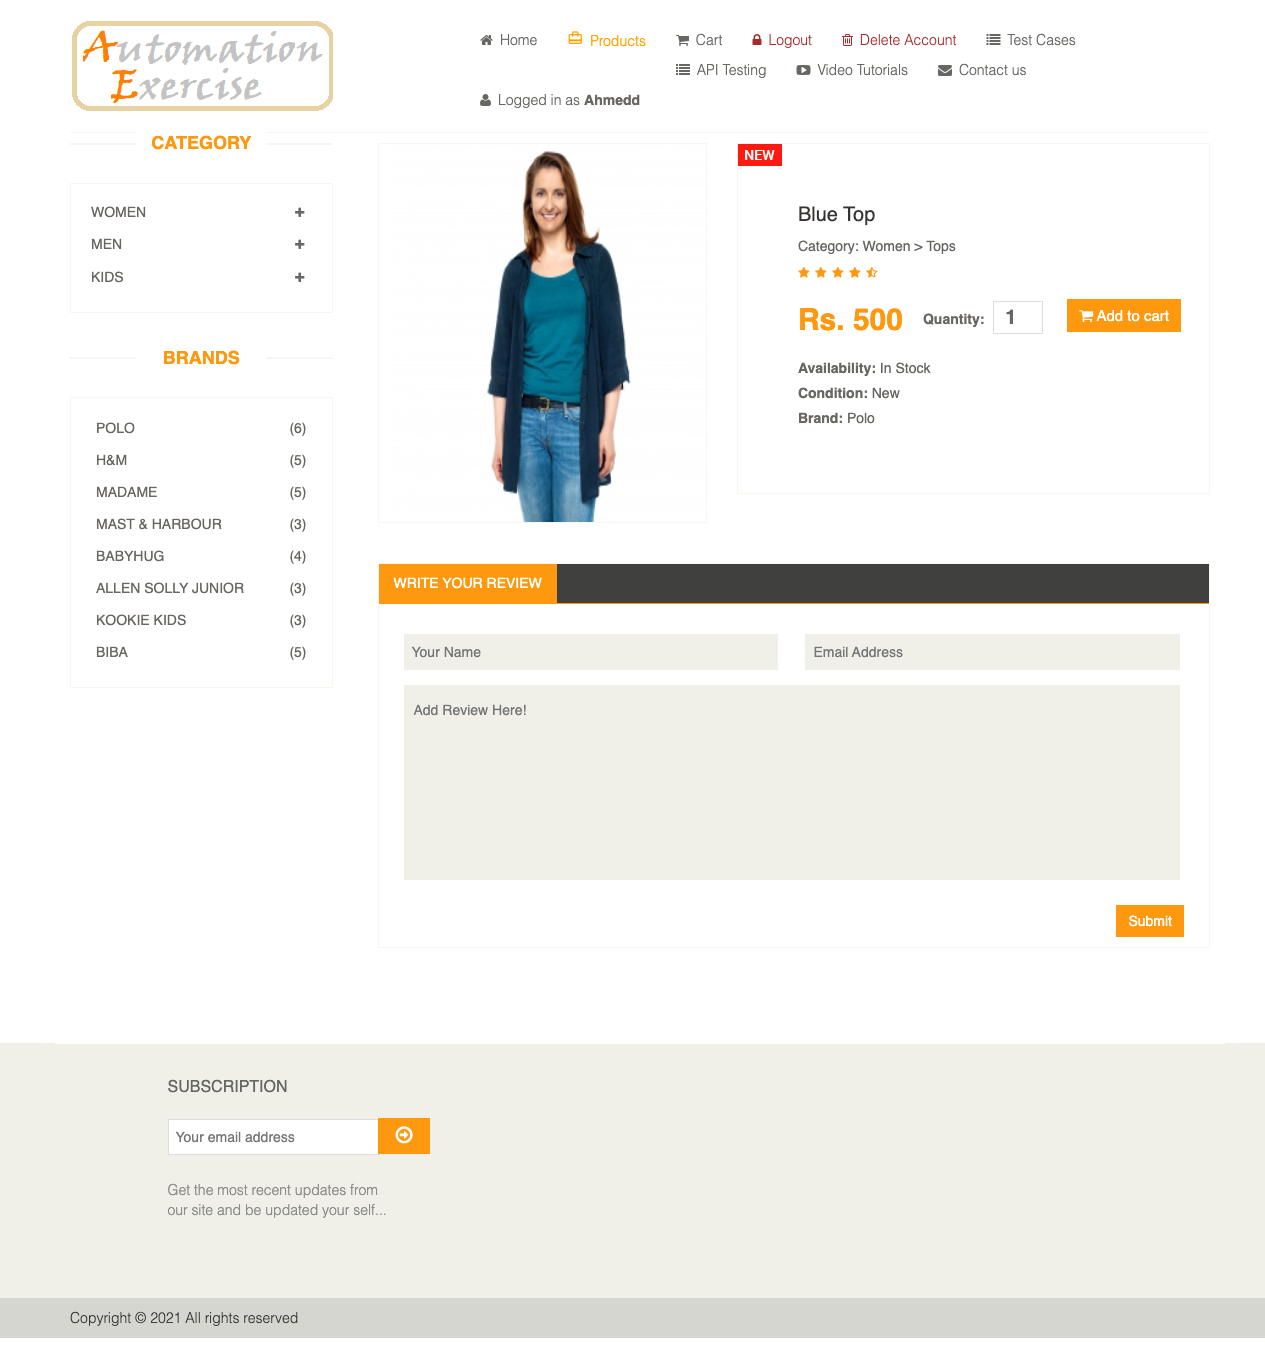 Automation
Exercise
Home Products Cart Logout Delete Account Test Cases
API Testing Video Tutorials Contact us
Logged in as Ahmedd
CATEGORY
WOMEN
MEN
KIDS
BRANDS
POLO (6)
H&M (5)
MADAME (5)
MAST & HARBOUR (3)
BABYHUG (4)
ALLEN SOLLY JUNIOR (3)
KOOKIE KIDS (3)
BIBA (5)
NEW
Blue Top
Category: Women > Tops
Rs. 500 Quantity: 1 Add to cart
Availability: In Stock
Condition: New
Brand: Polo
WRITE YOUR REVIEW
Your Name Email Address
Add Review Here!
Submit
SUBSCRIPTION
Your email address
Get the most recent updates from
our site and be updated your self...
Copyright © 2021 All rights reserved